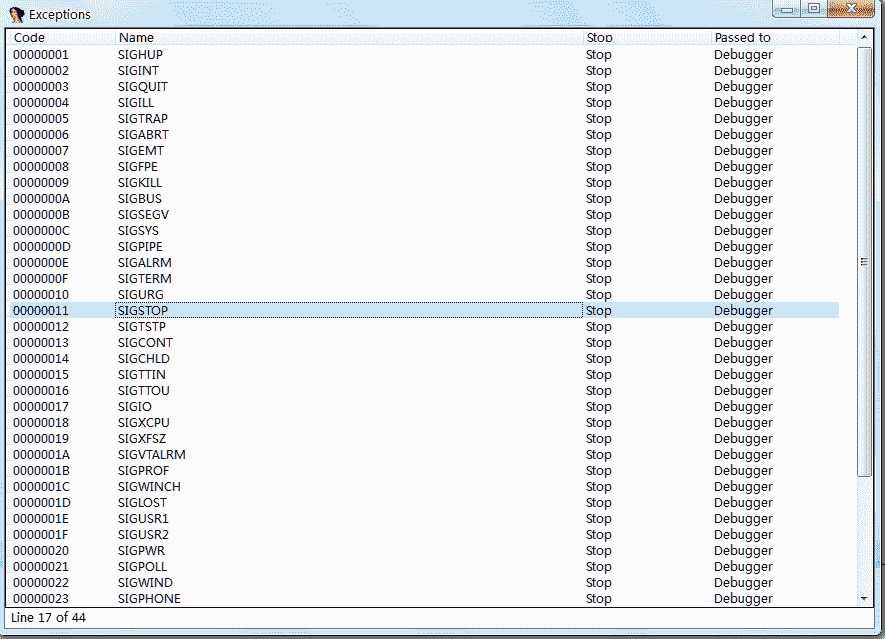 Exceptions
Code Name Stop Passed to
00000001 SIGHUP Stop Debugger
00000002 SIGINT Stop Debugger
00000003 SIGQUIT Stop Debugger
00000004 SIGILL Stop Debugger
00000005 SIGTRAP Stop Debugger
00000006 SIGABRT Stop Debugger
00000007 SIGEMT Stop Debugger
00000008 SIGFPE Stop Debugger
00000009 SIGKILL Stop Debugger
0000000A SIGBUS Stop Debugger
0000000B SIGSEGV Stop Debugger
0000000C SIGSYS Stop Debugger
0000000D SIGPIPE Stop Debugger
0000000E SIGALRM Stop Debugger
0000000F SIGTERM Stop Debugger
00000010 SIGURG Stop Debugger
00000011 SIGSTOP Stop Debugger
00000012 SIGTSTP Stop Debugger
00000013 SIGCONT Stop Debugger
00000014 SIGCHLD Stop Debugger
00000015 SIGTTIN Stop Debugger
00000016 SIGTTOU Stop Debugger
00000017 SIGIO Stop Debugger
00000018 SIGXCPU Stop Debugger
00000019 SIGXFSZ Stop Debugger
0000001A SIGVTALRM Stop Debugger
0000001B SIGPROF Stop Debugger
0000001C SIGWINCH Stop Debugger
0000001D SIGLOST Stop Debugger
0000001E SIGUSR1 Stop Debugger
0000001F SIGUSR2 Stop Debugger
00000020 SIGPWR Stop Debugger
00000021 SIGPOLL Stop Debugger
00000022 SIGWIND Stop Debugger
00000023 SIGPHONE Stop Debugger
Line 17 of 44